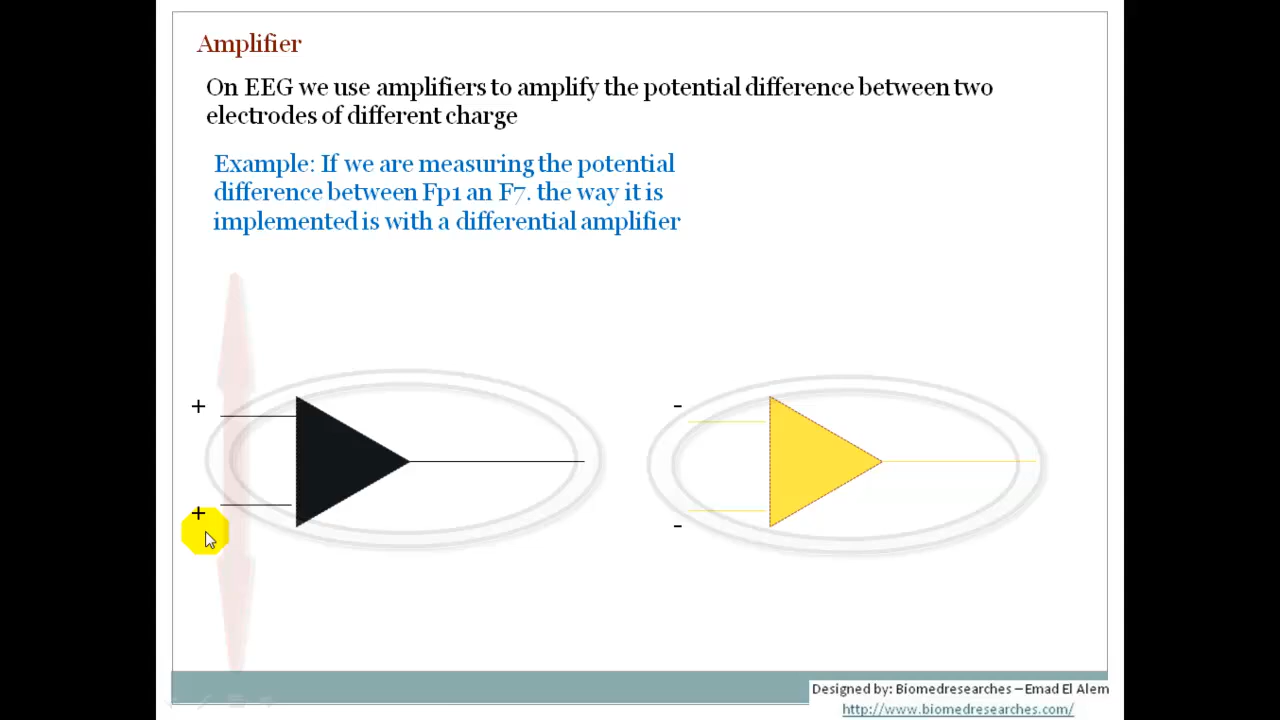 Amplifier
On EEG we use amplifiers to amplify the potential difference between two
electrodes of different charge
Example: If we are measuring the potential
difference between Fp1 an F7. the way it is
implemented is with a differential amplifier
+
-
+
-
Designed by: Biomedresearches – Emad El Alem
http://www.biomedresearches.com/